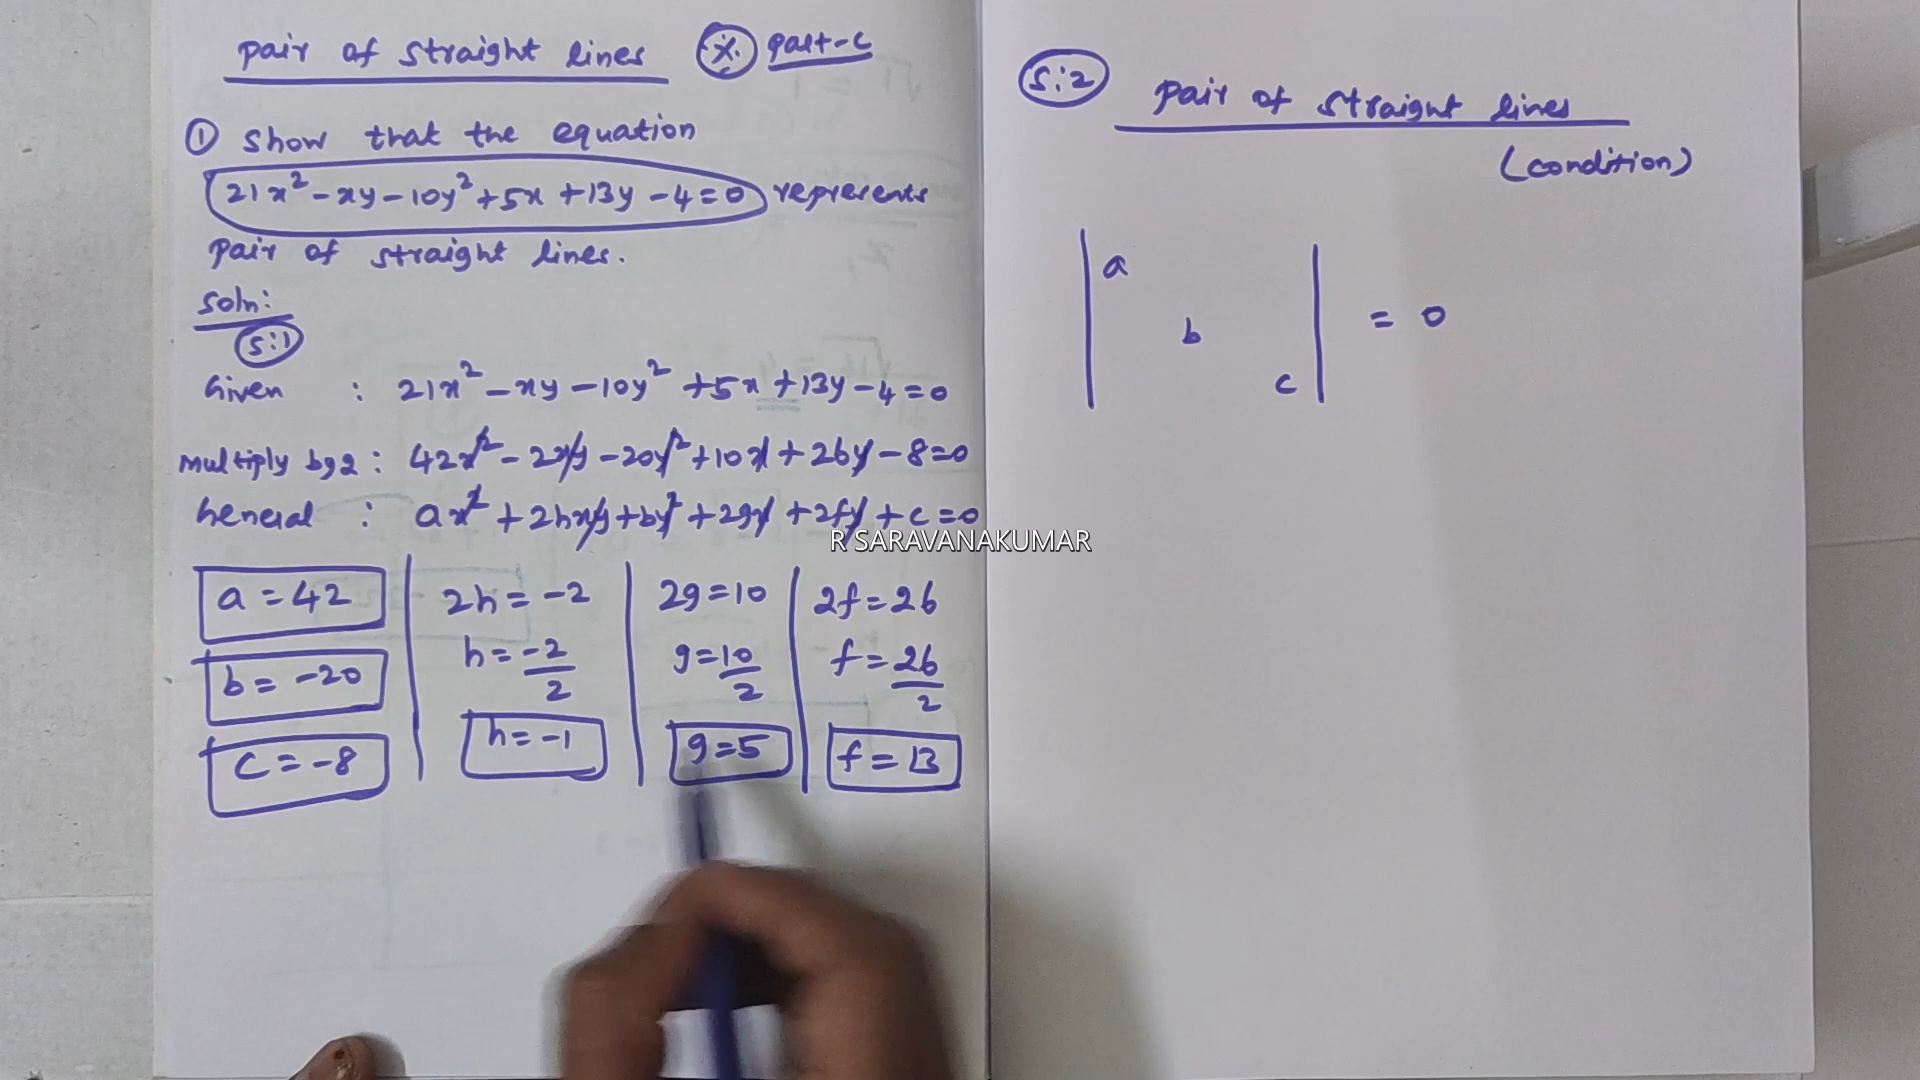 pair of straight lines (x.) part-c
① Show that the equation
21x² - xy - 10y² + 5x + 13y - 4 = 0 represents
pair of straight lines.
Soln:
S:1
Given : 21x² - xy - 10y² + 5x + 13y - 4 = 0
Multiply by 2 : 42x² - 2xy - 20y² + 10x + 26y - 8 = 0
General : ax² + 2hxy + by² + 2gx + 2fy + c = 0
a = 42 | 2h = -2 | 2g = 10 | 2f = 26
b = -20 | h = -2/2 | g = 10/2 | f = 26/2
c = -8 | h = -1 | g = 5 | f = 13
S:2 pair of straight lines
(condition)
| a
b | = 0
c |
R SARAVANAKUMAR